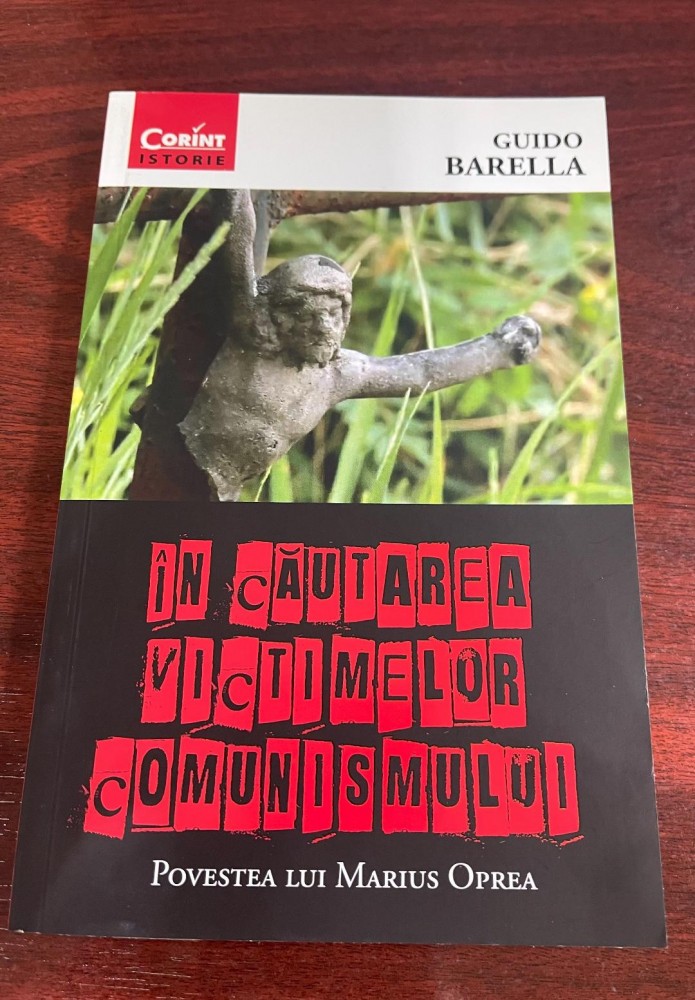 CORINT
ISTORIE
GUIDO
BARELLA
ÎN CĂUTAREA
VICTIMELOR
COMUNISMULUI
POVESTEA LUI MARIUS OPREA